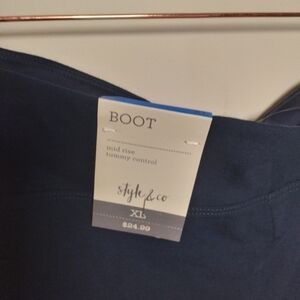 BOOT
mid rise
tummy control
style&co
XL
$24.99